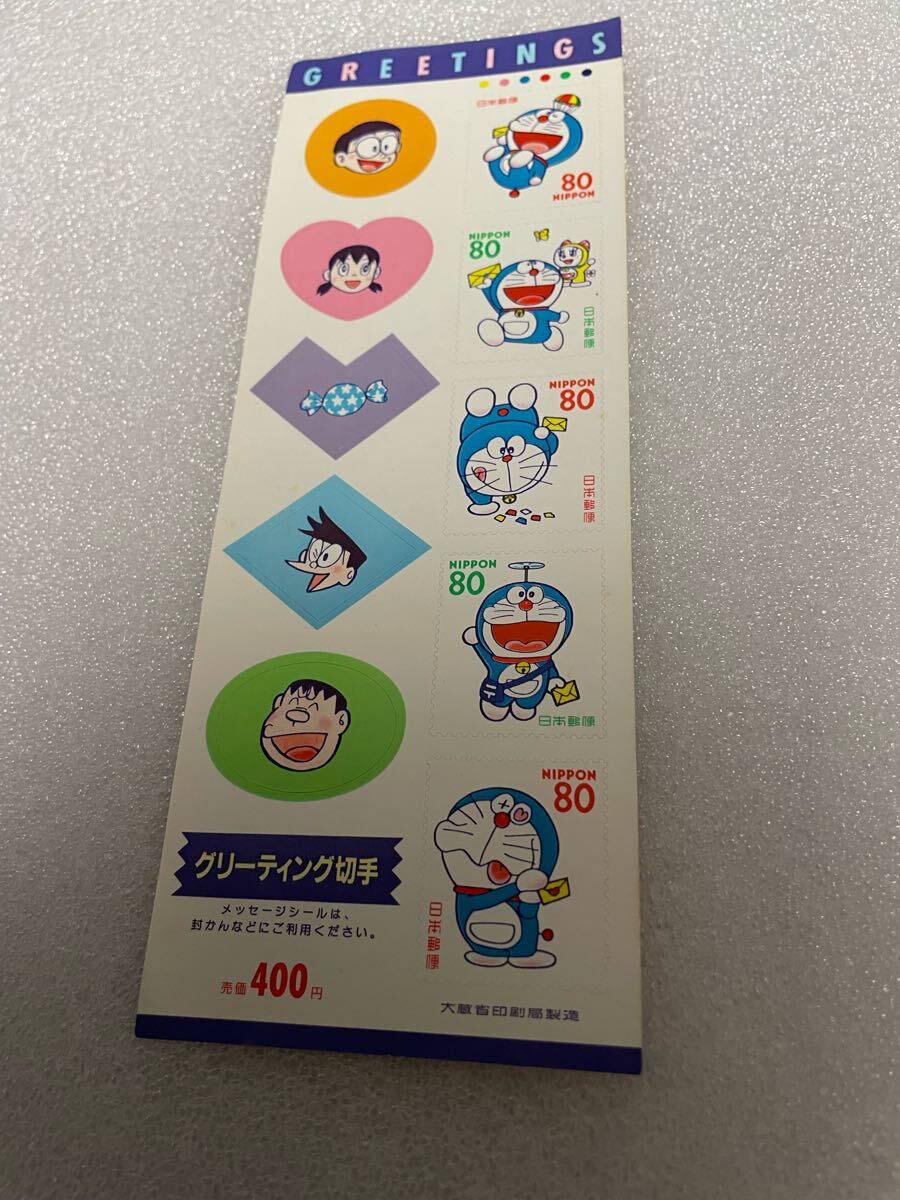 GREETINGS
日本郵便
80
NIPPON
NIPPON
80
日本郵便
NIPPON
80
日本郵便
NIPPON
80
〒
日本郵便
NIPPON
80
日本郵便
グリーティング切手
メッセージシールは、
封かんなどにご利用ください。
売価400円
大蔵省印刷局製造